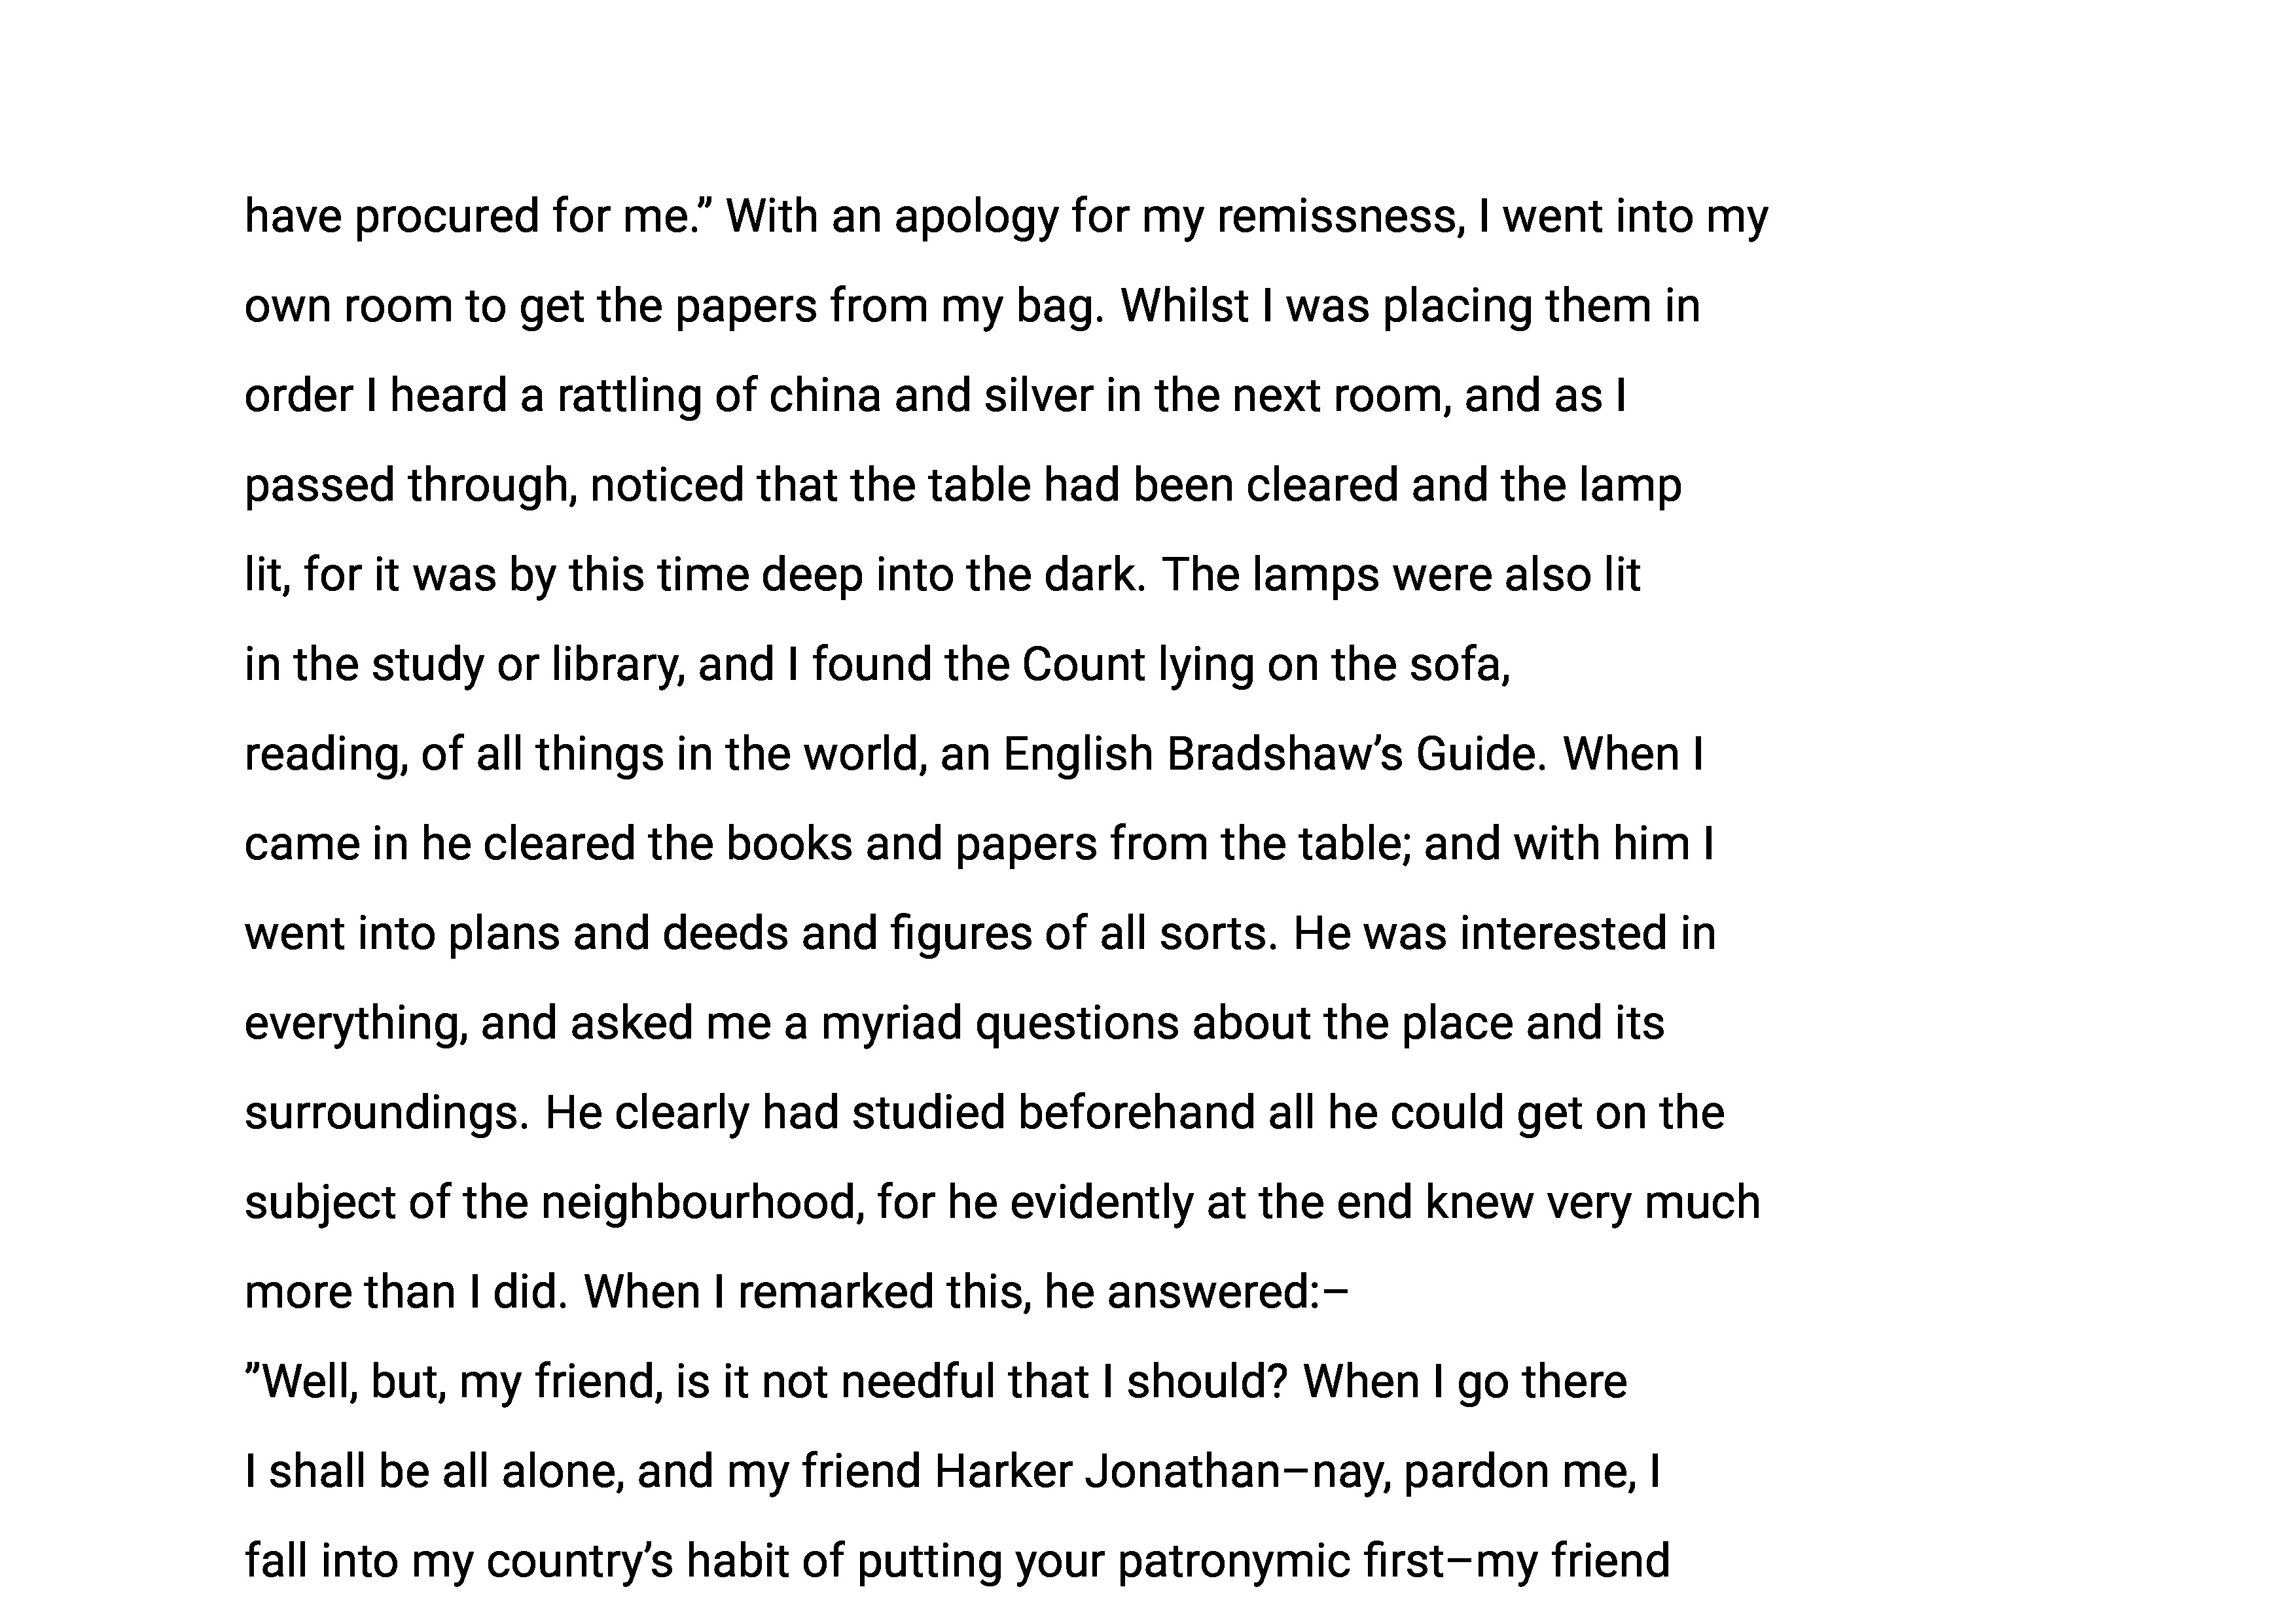 have procured for me.” With an apology for my remissness, I went into my
own room to get the papers from my bag. Whilst I was placing them in
order I heard a rattling of china and silver in the next room, and as I
passed through, noticed that the table had been cleared and the lamp
lit, for it was by this time deep into the dark. The lamps were also lit
in the study or library, and I found the Count lying on the sofa,
reading, of all things in the world, an English Bradshaw’s Guide. When I
came in he cleared the books and papers from the table; and with him I
went into plans and deeds and figures of all sorts. He was interested in
everything, and asked me a myriad questions about the place and its
surroundings. He clearly had studied beforehand all he could get on the
subject of the neighbourhood, for he evidently at the end knew very much
more than I did. When I remarked this, he answered:–
”Well, but, my friend, is it not needful that I should? When I go there
I shall be all alone, and my friend Harker Jonathan–nay, pardon me, I
fall into my country’s habit of putting your patronymic first–my friend